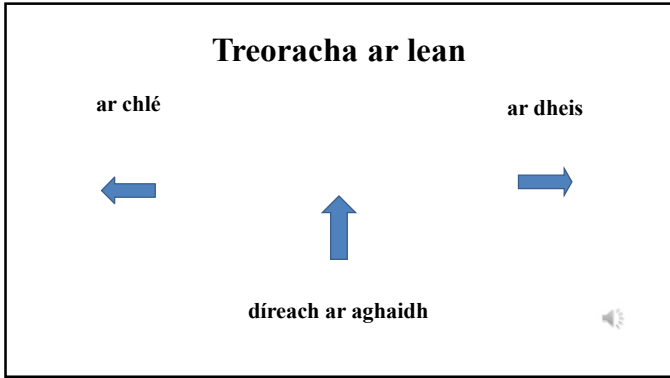 Treoracha ar lean
ar chlé
ar dheis
díreach ar aghaidh